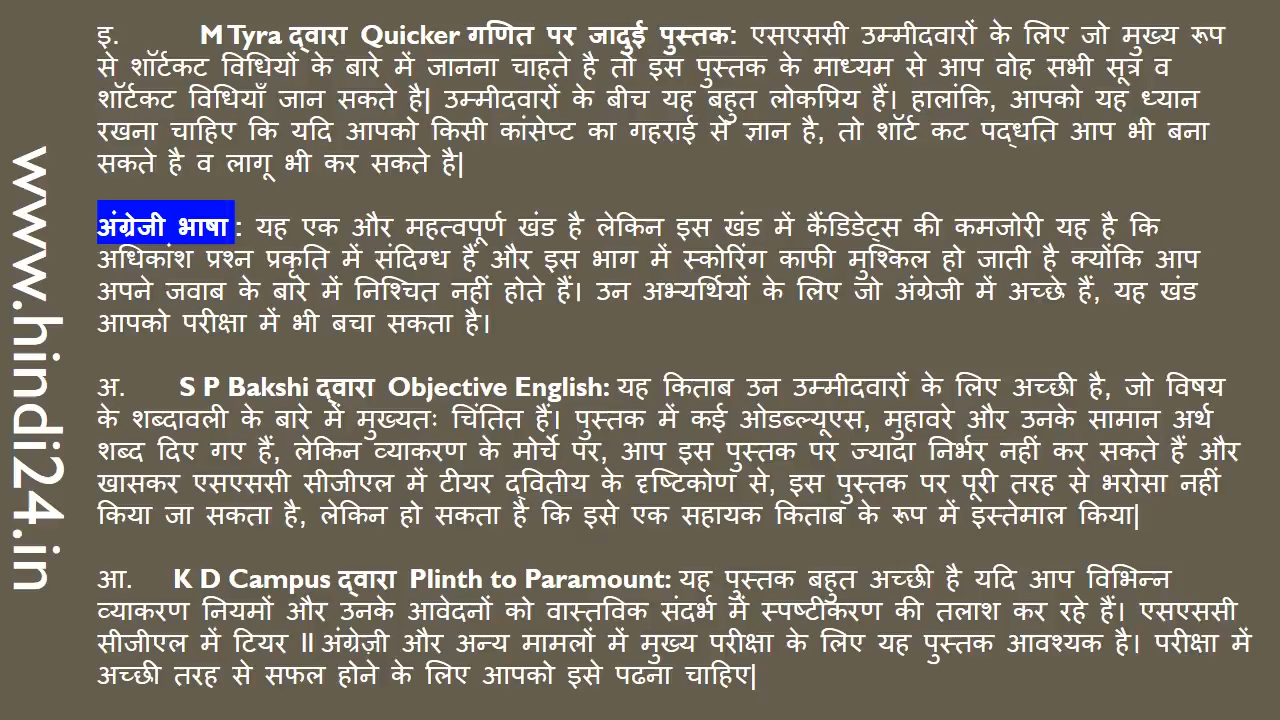 www.hindi24.in
इ. M Tyra द्वारा Quicker गणित पर जादुई पुस्तक: एसएससी उम्मीदवारों के लिए जो मुख्य रूप
से शॉर्टकट विधियों के बारे में जानना चाहते है तो इस पुस्तक के माध्यम से आप वोह सभी सूत्र व
शॉर्टकट विधियाँ जान सकते है| उम्मीदवारों के बीच यह बहुत लोकप्रिय हैं। हालांकि, आपको यह ध्यान
रखना चाहिए कि यदि आपको किसी कांसेप्ट का गहराई से ज्ञान है, तो शॉर्ट कट पद्धति आप भी बना
सकते है व लागू भी कर सकते है|
अंग्रेजी भाषा : यह एक और महत्वपूर्ण खंड है लेकिन इस खंड में कैंडिडेट्स की कमजोरी यह है कि
अधिकांश प्रश्न प्रकृति में संदिग्ध हैं और इस भाग में स्कोरिंग काफी मुश्किल हो जाती है क्योंकि आप
अपने जवाब के बारे में निश्चित नहीं होते हैं। उन अभ्यर्थियों के लिए जो अंग्रेजी में अच्छे हैं, यह खंड
आपको परीक्षा में भी बचा सकता है।
अ. S P Bakshi द्वारा Objective English: यह किताब उन उम्मीदवारों के लिए अच्छी है, जो विषय
के शब्दावली के बारे में मुख्यतः चिंतित हैं। पुस्तक में कई ओडब्ल्यूएस, मुहावरे और उनके सामान अर्थ
शब्द दिए गए हैं, लेकिन व्याकरण के मोर्चे पर, आप इस पुस्तक पर ज्यादा निर्भर नहीं कर सकते हैं और
खासकर एसएससी सीजीएल में टीयर द्वितीय के दृष्टिकोण से, इस पुस्तक पर पूरी तरह से भरोसा नहीं
किया जा सकता है, लेकिन हो सकता है कि इसे एक सहायक किताब के रूप में इस्तेमाल किया|
आ. K D Campus द्वारा Plinth to Paramount: यह पुस्तक बहुत अच्छी है यदि आप विभिन्न
व्याकरण नियमों और उनके आवेदनों को वास्तविक संदर्भ में स्पष्टीकरण की तलाश कर रहे हैं। एसएससी
सीजीएल में टियर II अंग्रेज़ी और अन्य मामलों में मुख्य परीक्षा के लिए यह पुस्तक आवश्यक है। परीक्षा में
अच्छी तरह से सफल होने के लिए आपको इसे पढना चाहिए|